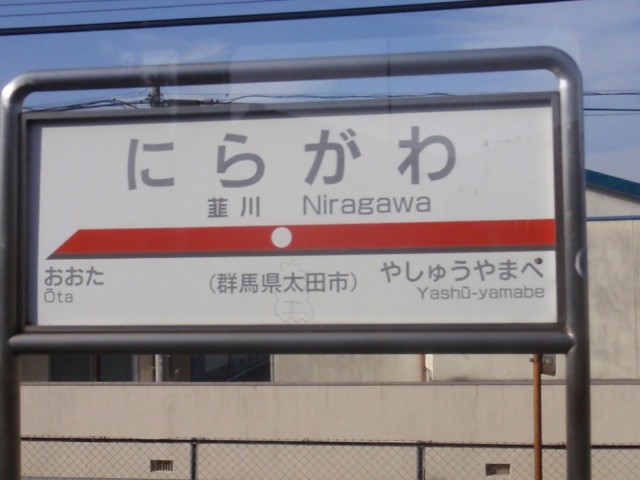 にらがわ
韮川 Niragawa
おおた (群馬県太田市) やしゅうやまべ
Ōta Yashū-yamabe